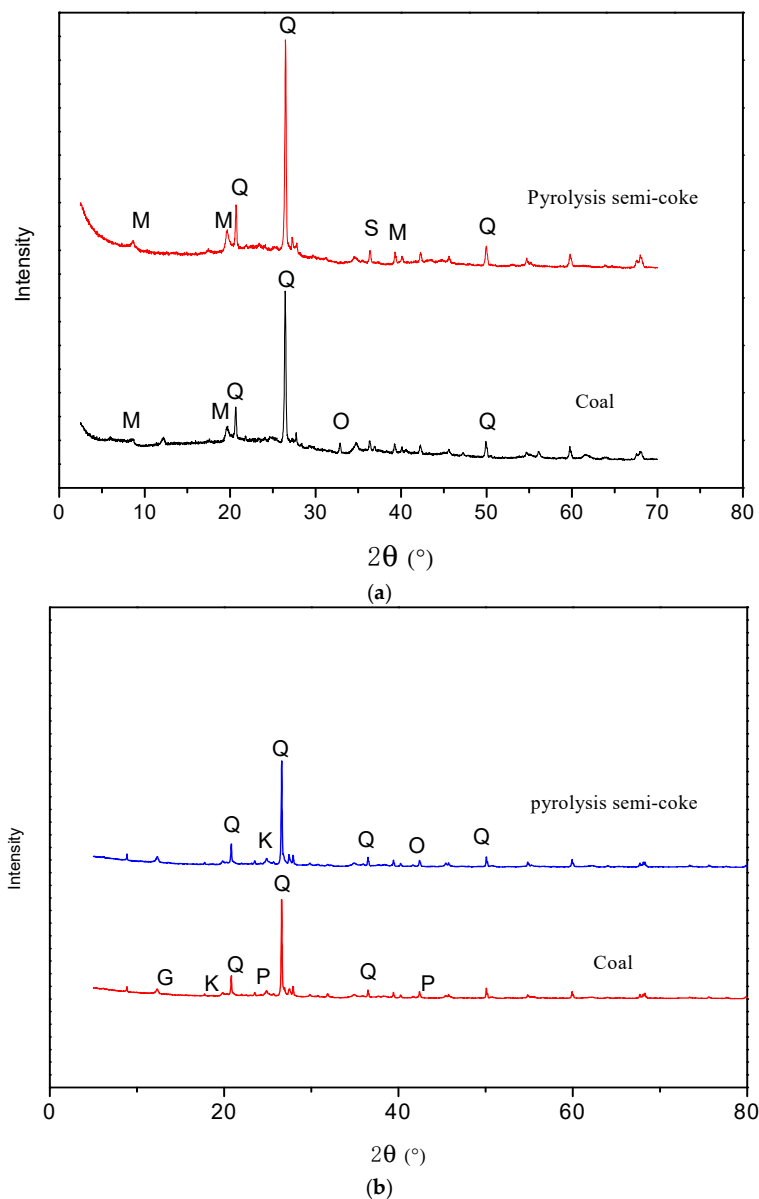 Q
Pyrolysis semi-coke
M M Q S M Q
Intensity
Q
Coal
M M Q O Q
0 10 20 30 40 50 60 70 80
2θ (°)
(a)
Q
pyrolysis semi-coke
Q K Q O Q
Intensity
Q
Coal
G K Q P Q P
0 20 40 60 80
2θ (°)
(b)